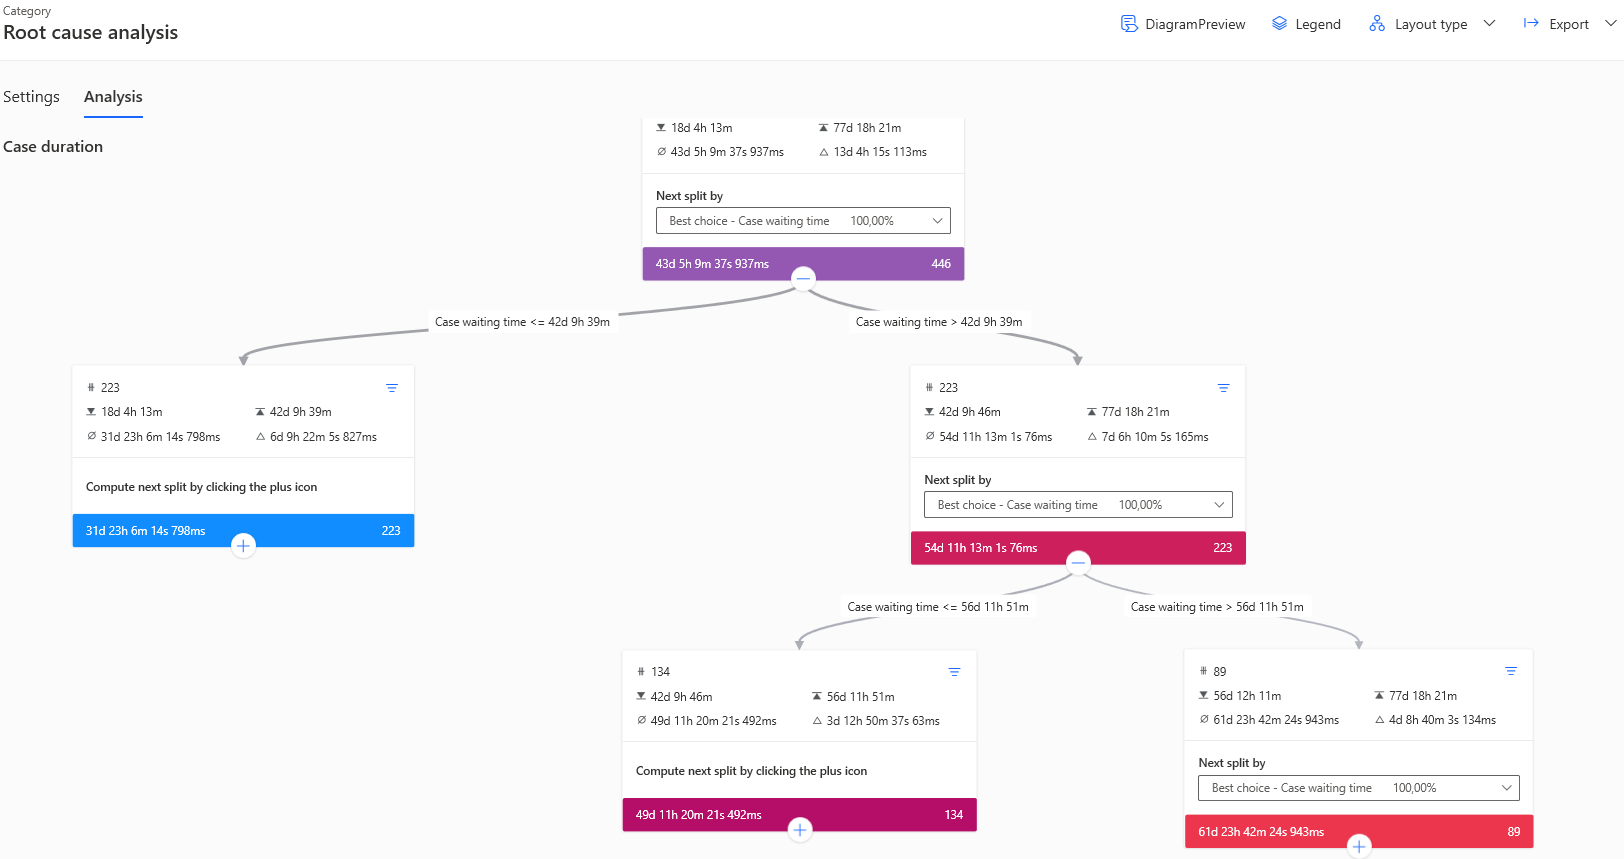 Category
Root cause analysis
DiagramPreview
Legend
Layout type
Export
Settings
Analysis
Case duration
18d 4h 13m
77d 18h 21m
43d 5h 9m 37s 937ms
13d 4h 15s 113ms
Next split by
Best choice - Case waiting time 100,00%
43d 5h 9m 37s 937ms 446
Case waiting time <= 42d 9h 39m
Case waiting time > 42d 9h 39m
# 223
18d 4h 13m
42d 9h 39m
Ø 31d 23h 6m 14s 798ms
△ 6d 9h 22m 5s 827ms
Compute next split by clicking the plus icon
31d 23h 6m 14s 798ms 223
# 223
42d 9h 46m
77d 18h 21m
Ø 54d 11h 13m 1s 76ms
△ 7d 6h 10m 5s 165ms
Next split by
Best choice - Case waiting time 100,00%
54d 11h 13m 1s 76ms 223
Case waiting time <= 56d 11h 51m
Case waiting time > 56d 11h 51m
# 134
42d 9h 46m
56d 11h 51m
Ø 49d 11h 20m 21s 492ms
△ 3d 12h 50m 37s 63ms
Compute next split by clicking the plus icon
49d 11h 20m 21s 492ms 134
# 89
56d 12h 11m
77d 18h 21m
Ø 61d 23h 42m 24s 943ms
△ 4d 8h 40m 3s 134ms
Next split by
Best choice - Case waiting time 100,00%
61d 23h 42m 24s 943ms 89